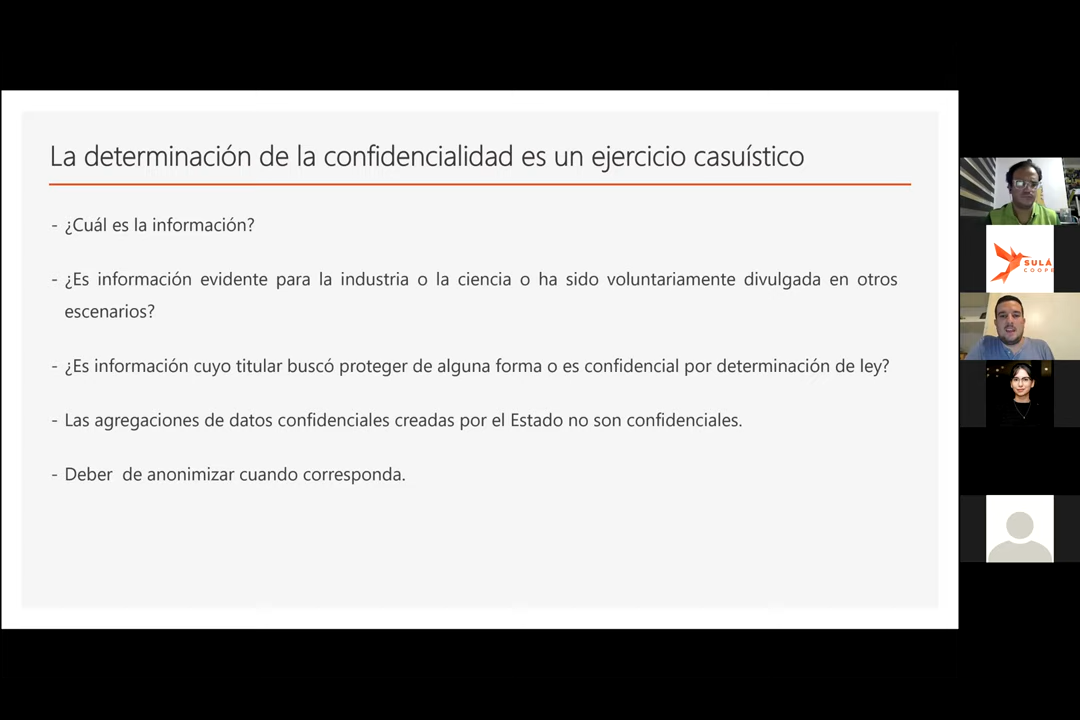 La determinación de la confidencialidad es un ejercicio casuístico
- ¿Cuál es la información?
- ¿Es información evidente para la industria o la ciencia o ha sido voluntariamente divulgada en otros
escenarios?
- ¿Es información cuyo titular buscó proteger de alguna forma o es confidencial por determinación de ley?
- Las agregaciones de datos confidenciales creadas por el Estado no son confidenciales.
- Deber de anonimizar cuando corresponda.
SULÁ
COOPE